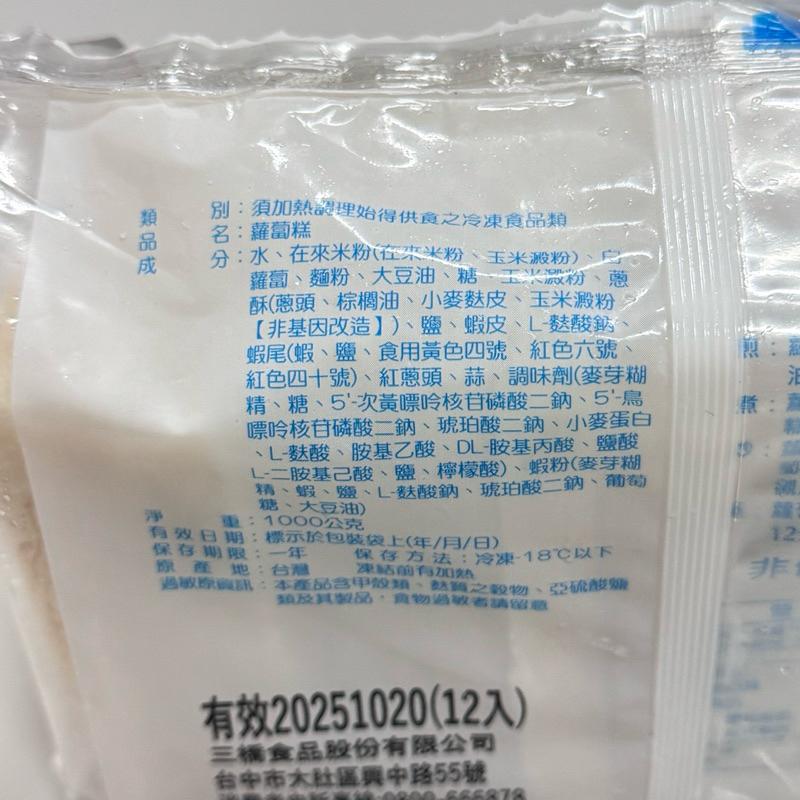 類　　別：須加熱調理始得供食之冷凍食品類
品　　名：蘿蔔糕
成　　分：水、在來米粉(在來米粉、玉米澱粉)、白
蘿蔔、麵粉、大豆油、糖、玉米澱粉、蔥
酥(蔥頭、棕櫚油、小麥麩皮、玉米澱粉
【非基因改造】)、鹽、蝦皮、L-麩酸鈉、
蝦尾(蝦、鹽、食用黃色四號、紅色六號、
紅色四十號)、紅蔥頭、蒜、調味劑(麥芽糊
精、糖、5'-次黃嘌呤核苷磷酸二鈉、5'-鳥
嘌呤核苷磷酸二鈉、琥珀酸二鈉、小麥蛋白
、L-麩酸、胺基乙酸、DL-胺基丙酸、鹽酸
L-二胺基己酸、鹽、檸檬酸)、蝦粉(麥芽糊
精、蝦、鹽、L-麩酸鈉、琥珀酸二鈉、葡萄
糖、大豆油)
淨　　重：1000公克
有效日期：標示於包裝袋上(年/月/日)
保存期限：一年　保存方法：冷凍-18℃以下
原 產 地：台灣　凍結前有加熱
過敏原資訊：本產品含甲殼類、麩質之穀物、亞硫酸鹽
類及其製品，食物過敏者請留意
有效20251020(12入)
三橋食品股份有限公司
台中市大社區興中路55號
0800-666878
煎：蘿
油
煮：
12
非